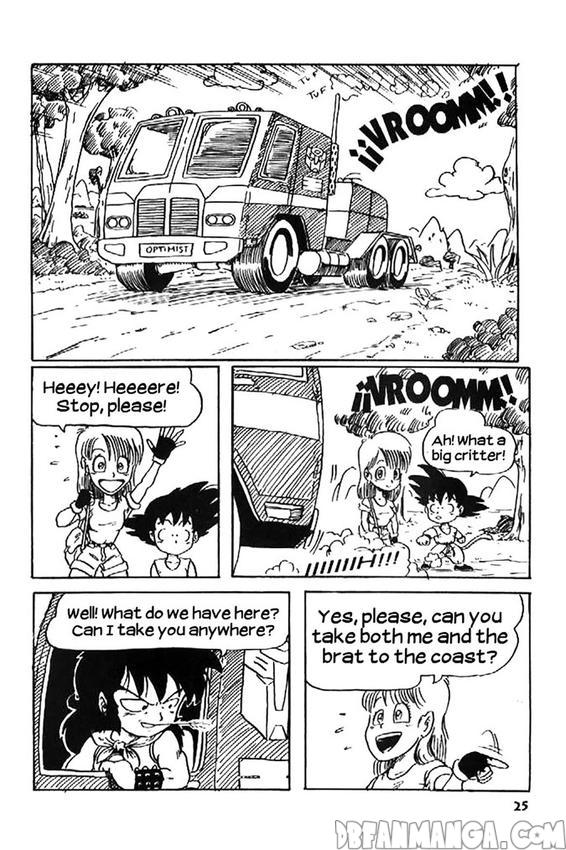 TUF
TUF
¡¡VROOMM!!
OPTIMIST
Heeey! Heeeere!
Stop, please!
¡¡VROOMM!!
Ah! What a
big critter!
IIIIIIIIH!!!
Well! What do we have here?
Can I take you anywhere?
Yes, please, can you
take both me and the
brat to the coast?
25
DBFANMANGA.COM